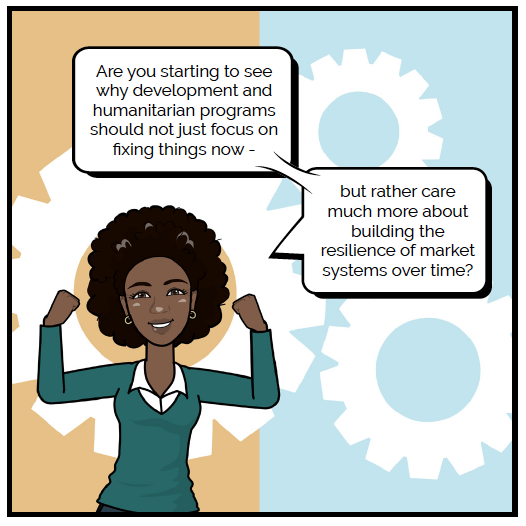 Are you starting to see
why development and
humanitarian programs
should not just focus on
fixing things now -
but rather care
much more about
building the
resilience of market
systems over time?